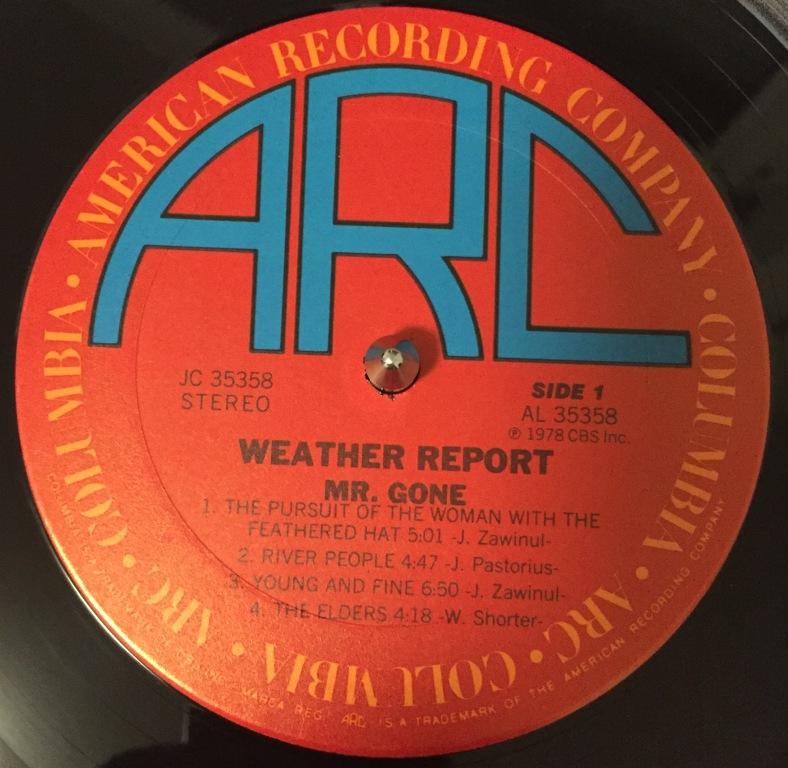 AMERICAN RECORDING COMPANY • COLUMBIA • ARC • COLUMBIA • ARC • COLUMBIA •
ARC
JC 35358
STEREO
SIDE 1
AL 35358
℗ 1978 CBS Inc.
WEATHER REPORT
MR. GONE
1. THE PURSUIT OF THE WOMAN WITH THE
FEATHERED HAT 5:01 -J. Zawinul-
2. RIVER PEOPLE 4:47 -J. Pastorius-
3. YOUNG AND FINE 6:50 -J. Zawinul-
4. THE ELDERS 4:18 -W. Shorter-
MARCA REG. ARC IS A TRADEMARK OF THE AMERICAN RECORDING COMPANY